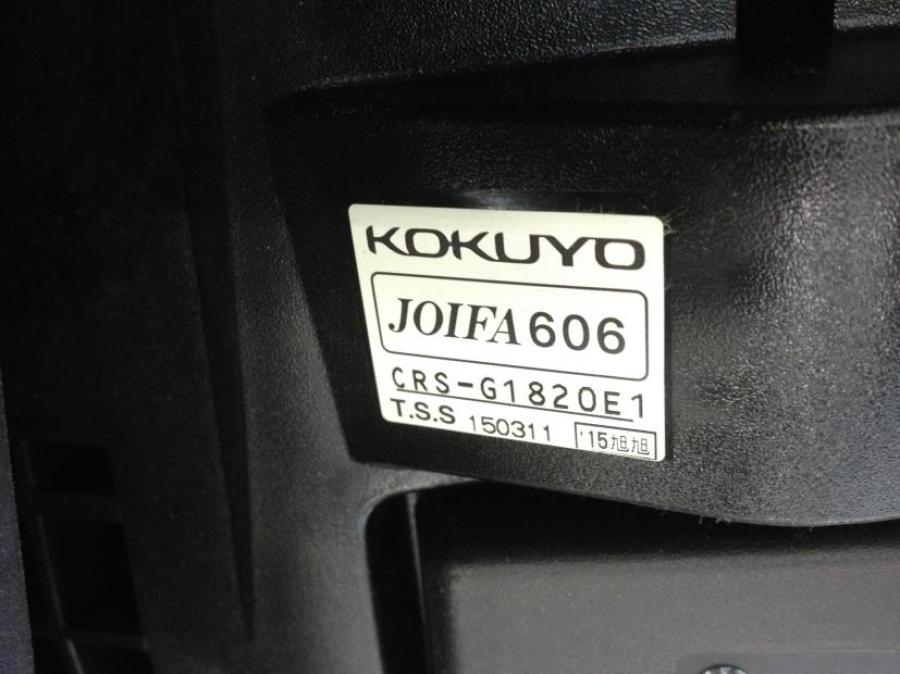 KOKUYO
JOIFA606
CRS-G1820E1
T.S.S 150311 '15旭旭